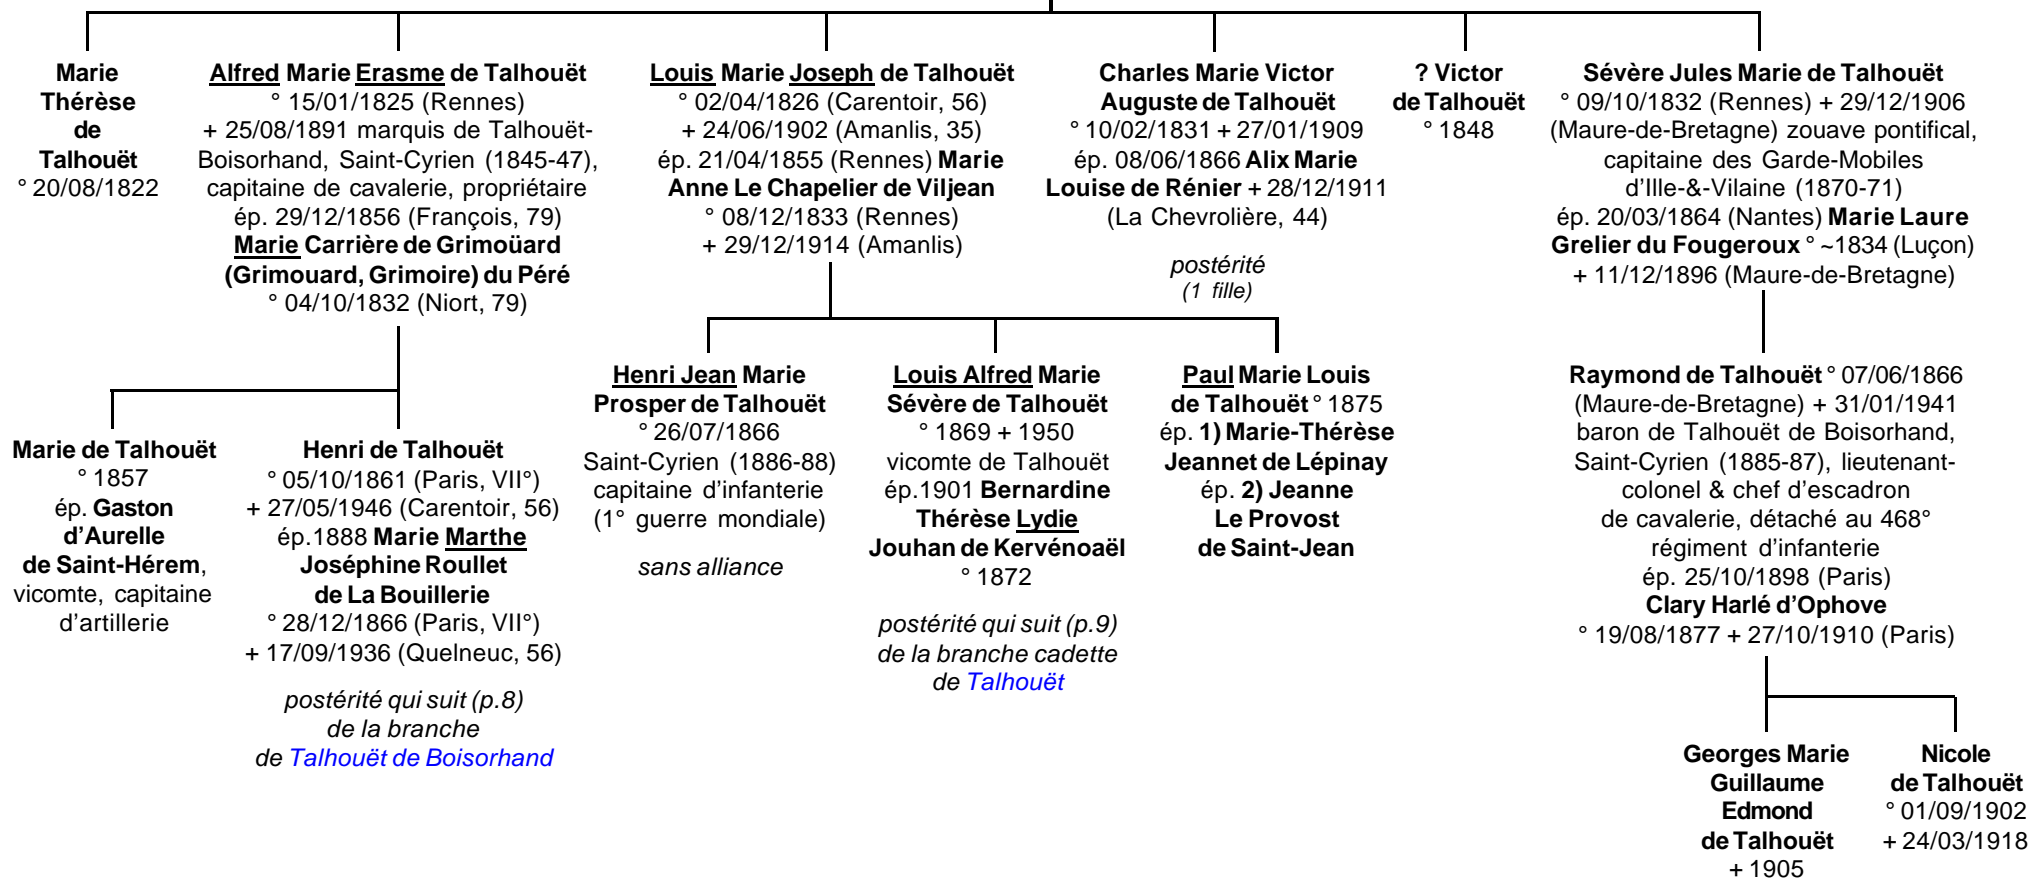 Marie
Thérèse
de
Talhouët
° 20/08/1822
Alfred Marie Erasme de Talhouët
° 15/01/1825 (Rennes)
+ 25/08/1891 marquis de Talhouët-
Boisorhand, Saint-Cyrien (1845-47),
capitaine de cavalerie, propriétaire
ép. 29/12/1856 (François, 79)
Marie Carrière de Grimoüard
(Grimouard, Grimoire) du Péré
° 04/10/1832 (Niort, 79)
Louis Marie Joseph de Talhouët
° 02/04/1826 (Carentoir, 56)
+ 24/06/1902 (Amanlis, 35)
ép. 21/04/1855 (Rennes) Marie
Anne Le Chapelier de Viljean
° 08/12/1833 (Rennes)
+ 29/12/1914 (Amanlis)
Charles Marie Victor
Auguste de Talhouët
° 10/02/1831 + 27/01/1909
ép. 08/06/1866 Alix Marie
Louise de Rénier + 28/12/1911
(La Chevrolière, 44)
postérité
(1 fille)
? Victor
de Talhouët
° 1848
Sévère Jules Marie de Talhouët
° 09/10/1832 (Rennes) + 29/12/1906
(Maure-de-Bretagne) zouave pontifical,
capitaine des Garde-Mobiles
d'Ille-&-Vilaine (1870-71)
ép. 20/03/1864 (Nantes) Marie Laure
Grelier du Fougeroux ° ~1834 (Luçon)
+ 11/12/1896 (Maure-de-Bretagne)
Marie de Talhouët
° 1857
ép. Gaston
d'Aurelle
de Saint-Hérem,
vicomte, capitaine
d'artillerie
Henri de Talhouët
° 05/10/1861 (Paris, VII°)
+ 27/05/1946 (Carentoir, 56)
ép.1888 Marie Marthe
Joséphine Roullet
de La Bouillerie
° 28/12/1866 (Paris, VII°)
+ 17/09/1936 (Quelneuc, 56)
postérité qui suit (p.8)
de la branche
de Talhouët de Boisorhand
Henri Jean Marie
Prosper de Talhouët
° 26/07/1866
Saint-Cyrien (1886-88)
capitaine d'infanterie
(1° guerre mondiale)
sans alliance
Louis Alfred Marie
Sévère de Talhouët
° 1869 + 1950
vicomte de Talhouët
ép.1901 Bernardine
Thérèse Lydie
Jouhan de Kervénoaël
° 1872
postérité qui suit (p.9)
de la branche cadette
de Talhouët
Paul Marie Louis
de Talhouët ° 1875
ép. 1) Marie-Thérèse
Jeannet de Lépinay
ép. 2) Jeanne
Le Provost
de Saint-Jean
Raymond de Talhouët ° 07/06/1866
(Maure-de-Bretagne) + 31/01/1941
baron de Talhouët de Boisorhand,
Saint-Cyrien (1885-87), lieutenant-
colonel & chef d'escadron
de cavalerie, détaché au 468°
régiment d'infanterie
ép. 25/10/1898 (Paris)
Clary Harlé d'Ophove
° 19/08/1877 + 27/10/1910 (Paris)
Georges Marie
Guillaume
Edmond
de Talhouët
+ 1905
Nicole
de Talhouët
° 01/09/1902
+ 24/03/1918